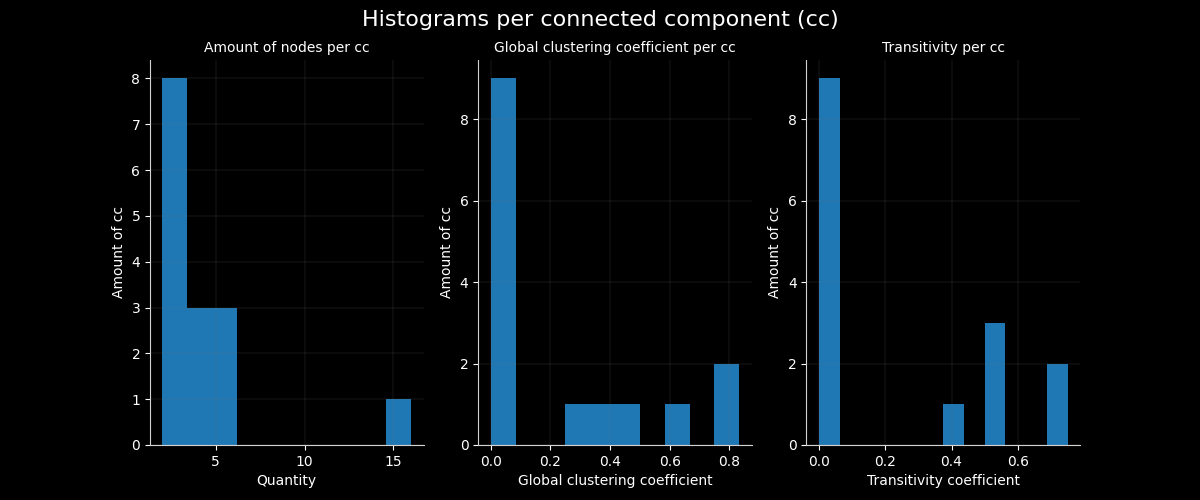 Histograms per connected component (cc)
Amount of nodes per cc
Amount of cc
8
7
6
5
4
3
2
1
0
5 10 15
Quantity
Global clustering coefficient per cc
Amount of cc
8
6
4
2
0
0.0 0.2 0.4 0.6 0.8
Global clustering coefficient
Transitivity per cc
Amount of cc
8
6
4
2
0
0.0 0.2 0.4 0.6
Transitivity coefficient